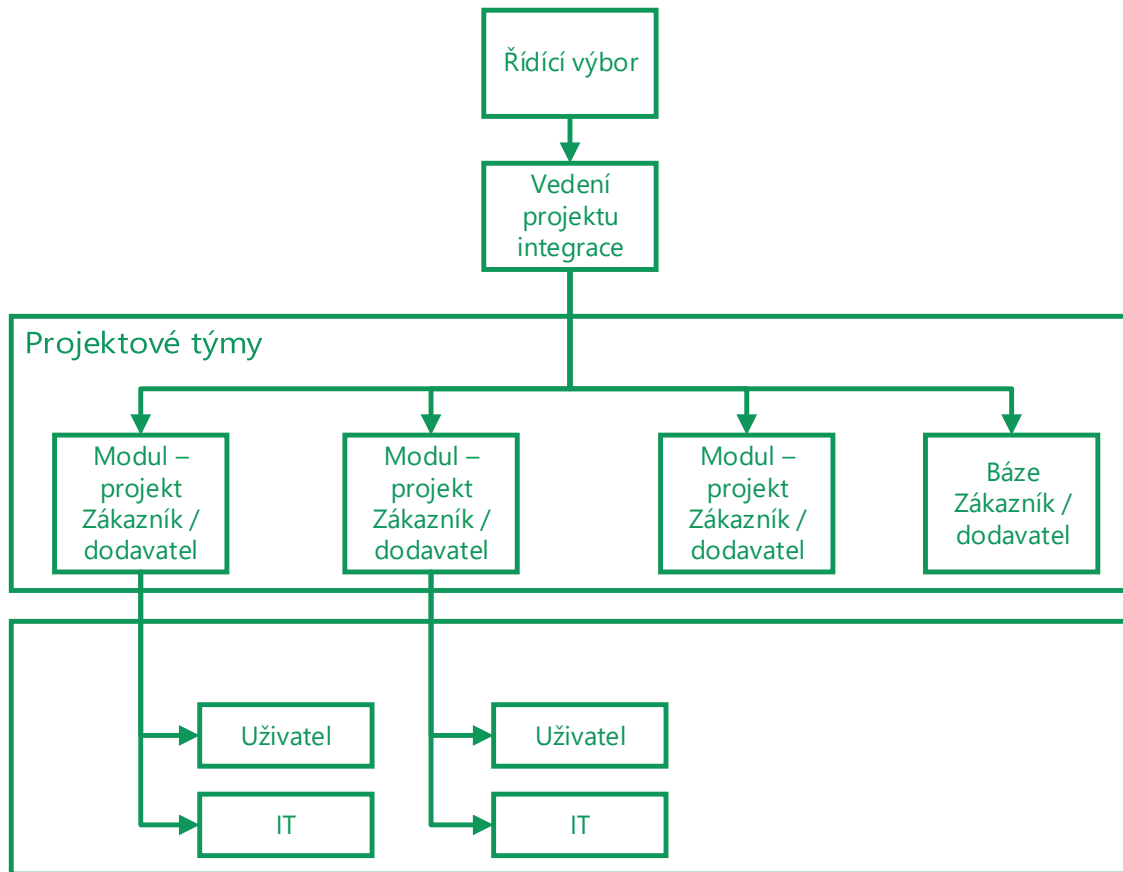 Řídící výbor
Vedení
projektu
integrace
Projektové týmy
Modul –
projekt
Zákazník /
dodavatel
Modul –
projekt
Zákazník /
dodavatel
Modul –
projekt
Zákazník /
dodavatel
Báze
Zákazník /
dodavatel
Uživatel
Uživatel
IT
IT